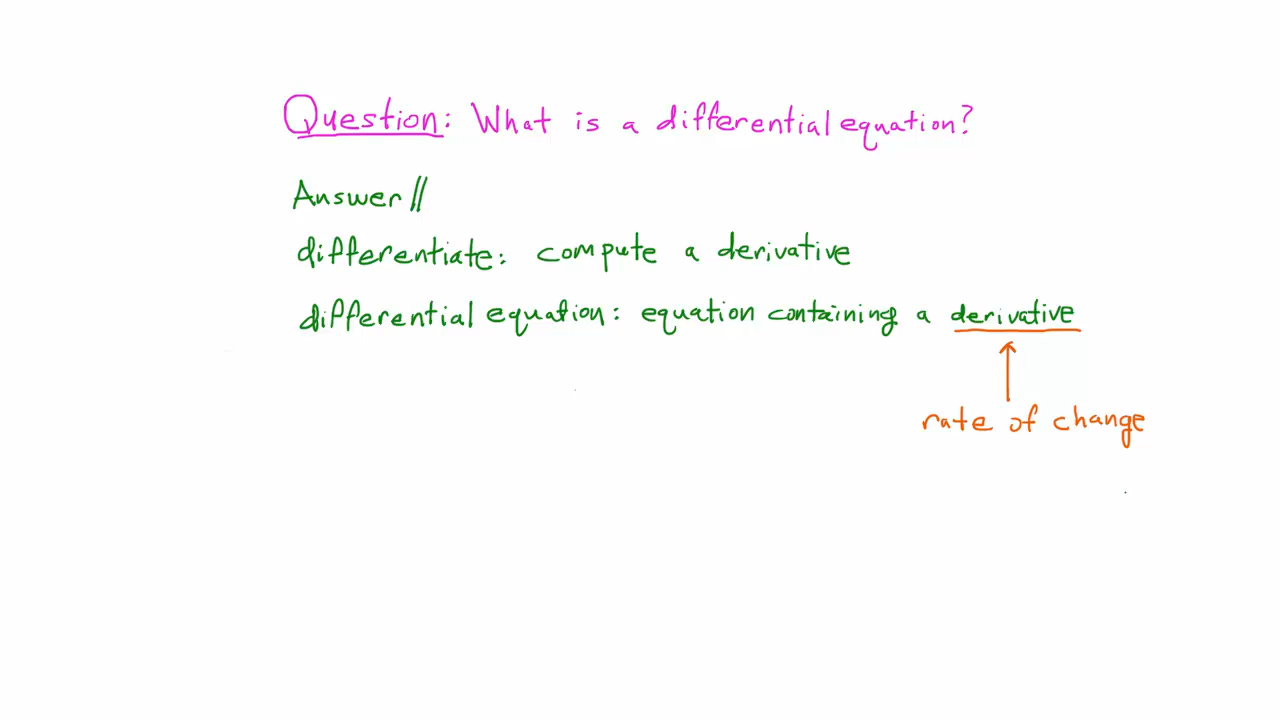 Question: What is a differential equation?
Answer //
differentiate: compute a derivative
differential equation: equation containing a derivative
rate of change